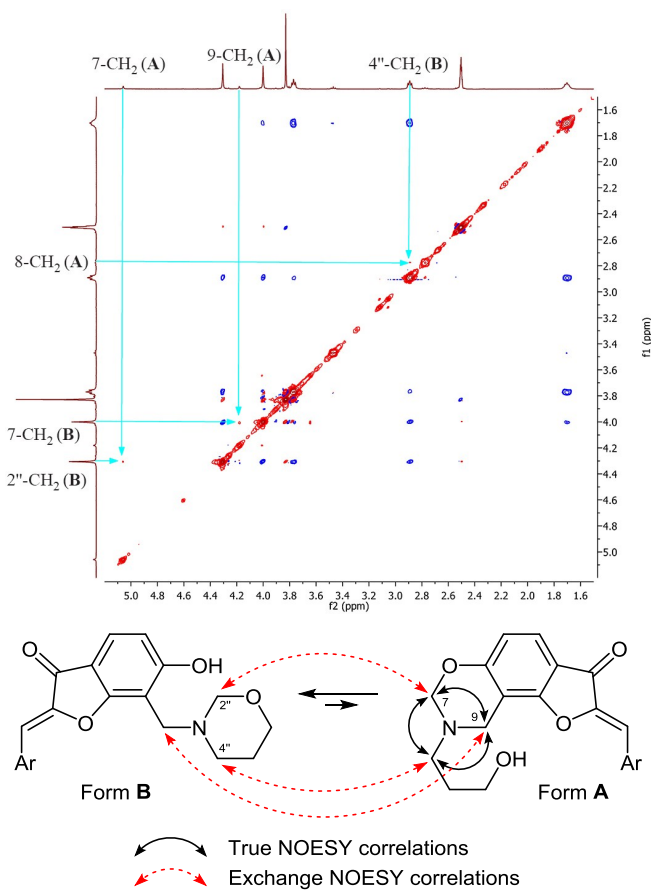 7-CH₂ (A)
9-CH₂ (A)
4''-CH₂ (B)
8-CH₂ (A)
7-CH₂ (B)
2''-CH₂ (B)
1.6
1.8
2.0
2.2
2.4
2.6
2.8
3.0
3.2
3.4
3.6
3.8
4.0
4.2
4.4
4.6
4.8
5.0
f1 (ppm)
5.0 4.8 4.6 4.4 4.2 4.0 3.8 3.6 3.4 3.2 3.0 2.8 2.6 2.4 2.2 2.0 1.8 1.6
f2 (ppm)
O
OH
O
2''
O
N
4''
Ar
Form B
O
7
N
9
O
O
OH
Ar
Form A
True NOESY correlations
Exchange NOESY correlations